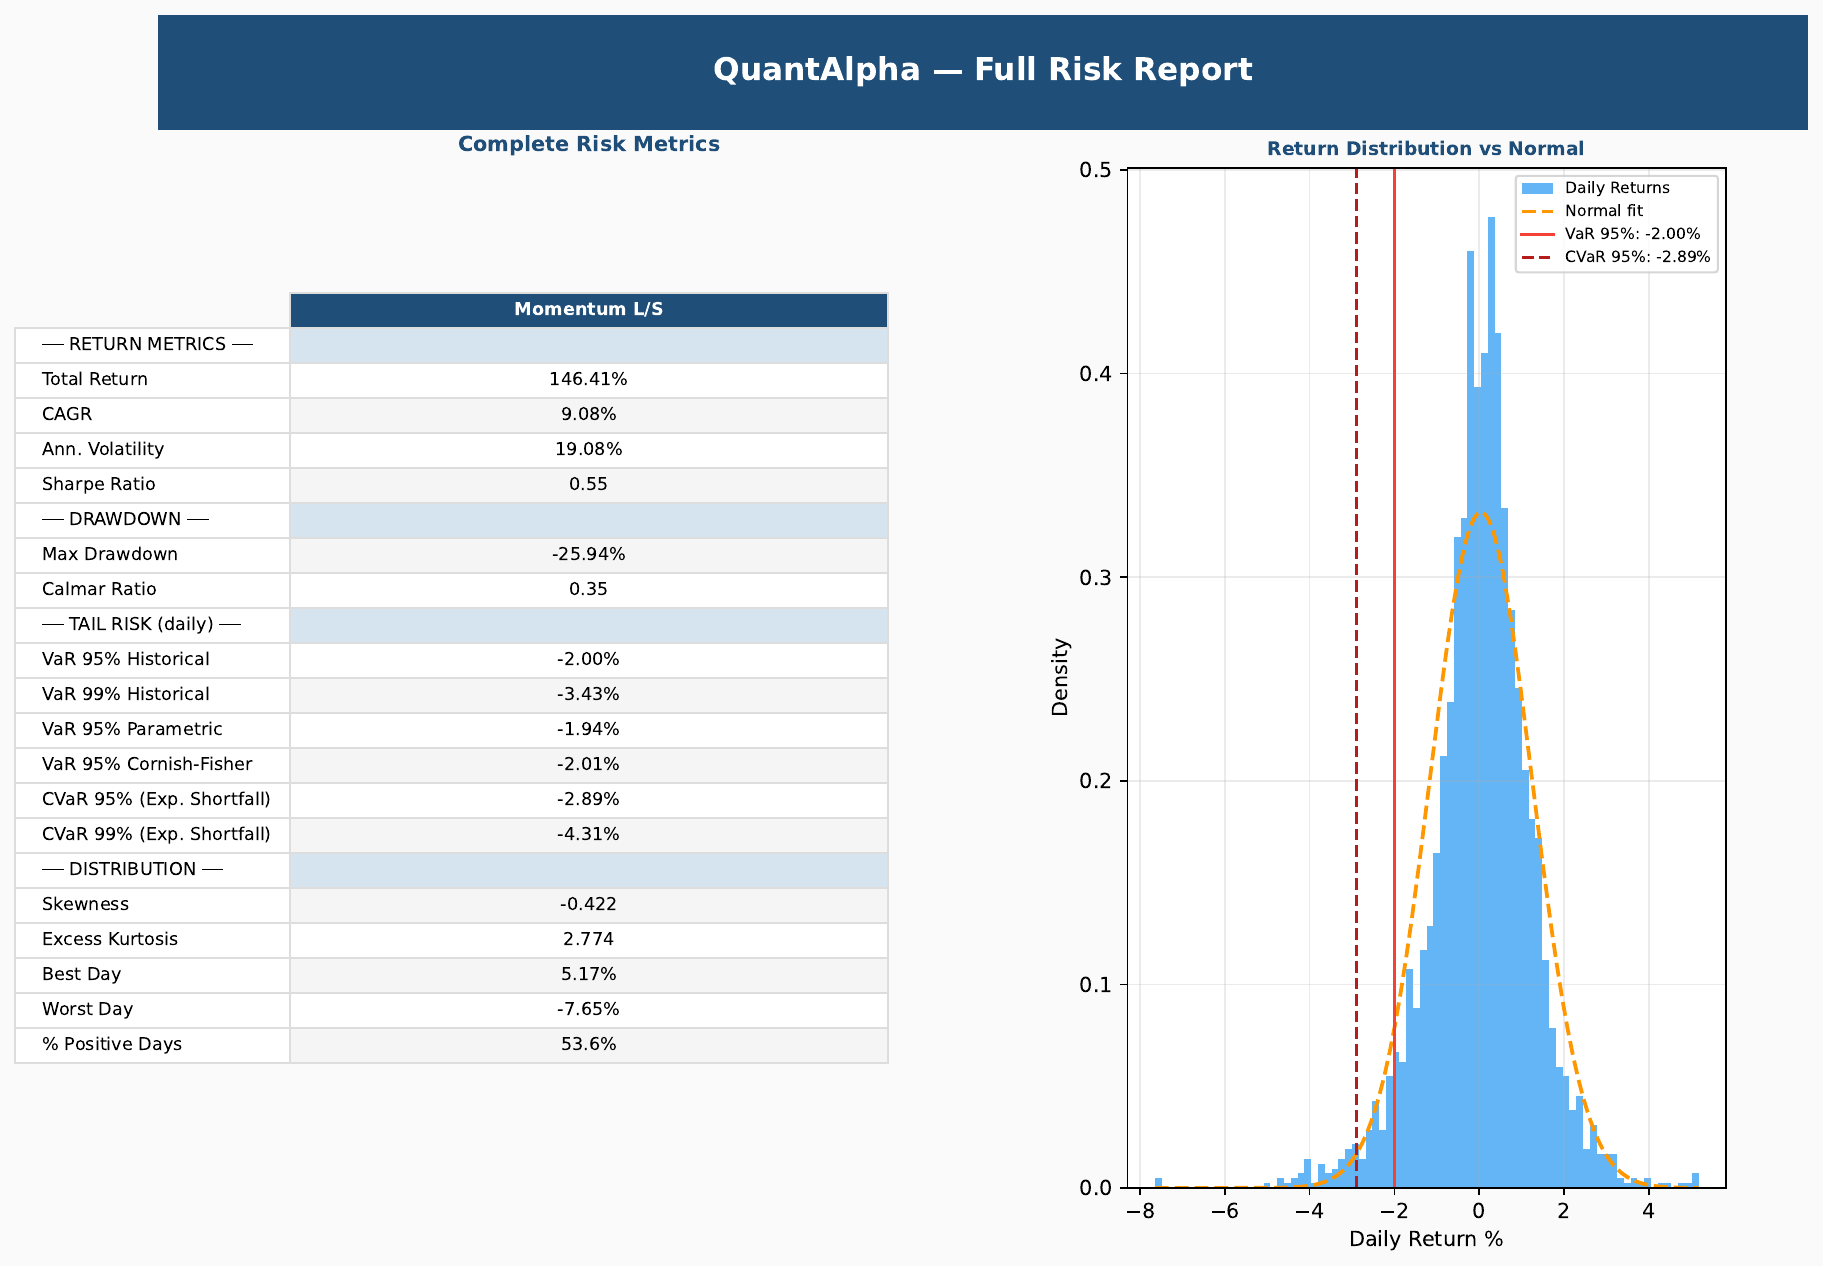 QuantAlpha — Full Risk Report
Complete Risk Metrics
Momentum L/S
— RETURN METRICS —
Total Return 146.41%
CAGR 9.08%
Ann. Volatility 19.08%
Sharpe Ratio 0.55
— DRAWDOWN —
Max Drawdown -25.94%
Calmar Ratio 0.35
— TAIL RISK (daily) —
VaR 95% Historical -2.00%
VaR 99% Historical -3.43%
VaR 95% Parametric -1.94%
VaR 95% Cornish-Fisher -2.01%
CVaR 95% (Exp. Shortfall) -2.89%
CVaR 99% (Exp. Shortfall) -4.31%
— DISTRIBUTION —
Skewness -0.422
Excess Kurtosis 2.774
Best Day 5.17%
Worst Day -7.65%
% Positive Days 53.6%
Return Distribution vs Normal
Daily Returns
Normal fit
VaR 95%: -2.00%
CVaR 95%: -2.89%
Density
0.5
0.4
0.3
0.2
0.1
0.0
−8 −6 −4 −2 0 2 4
Daily Return %